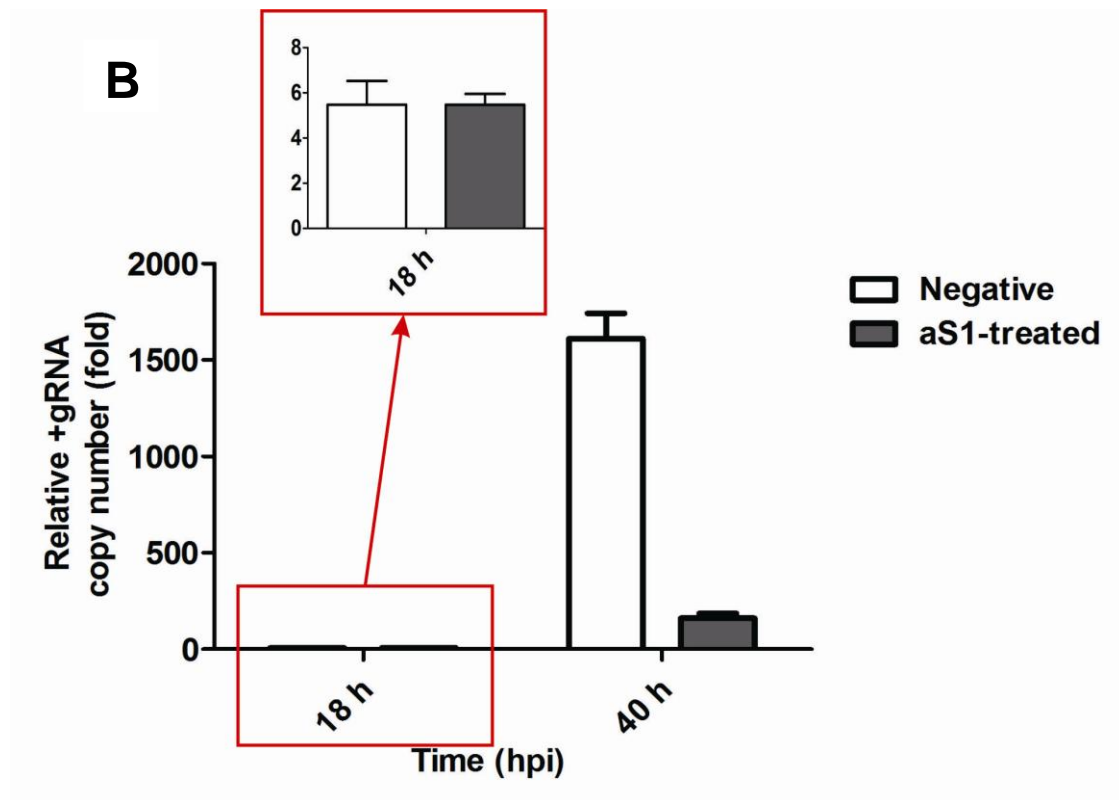 B
8
6
4
2
0
18 h
2000
1500
1000
500
0
Relative +gRNA
copy number (fold)
18 h
40 h
Time (hpi)
Negative
aS1-treated